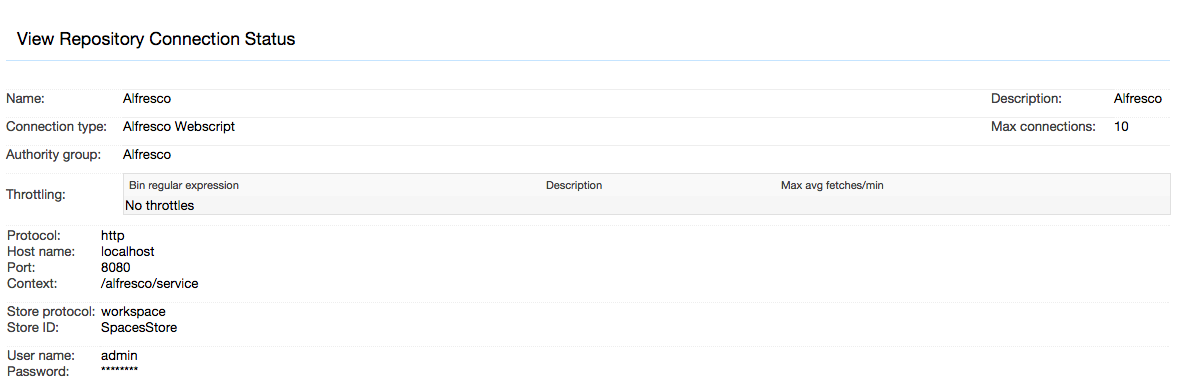 View Repository Connection Status
Name: Alfresco Description: Alfresco
Connection type: Alfresco Webscript Max connections: 10
Authority group: Alfresco
Throttling: Bin regular expression Description Max avg fetches/min
No throttles
Protocol: http
Host name: localhost
Port: 8080
Context: /alfresco/service
Store protocol: workspace
Store ID: SpacesStore
User name: admin
Password: ********